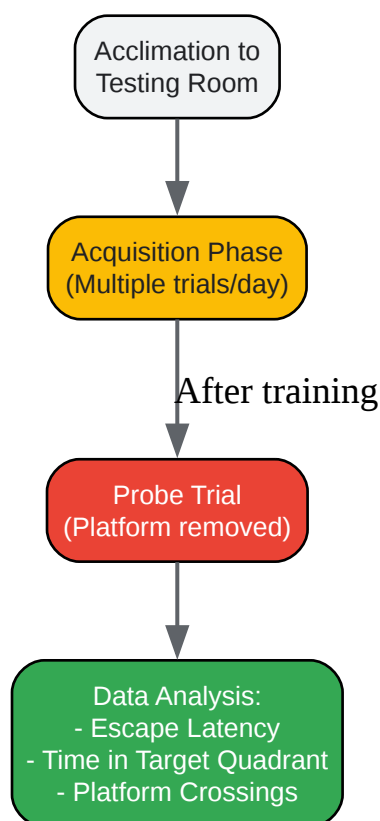 Acclimation to
Testing Room
Acquisition Phase
(Multiple trials/day)
After training
Probe Trial
(Platform removed)
Data Analysis:
- Escape Latency
- Time in Target Quadrant
- Platform Crossings